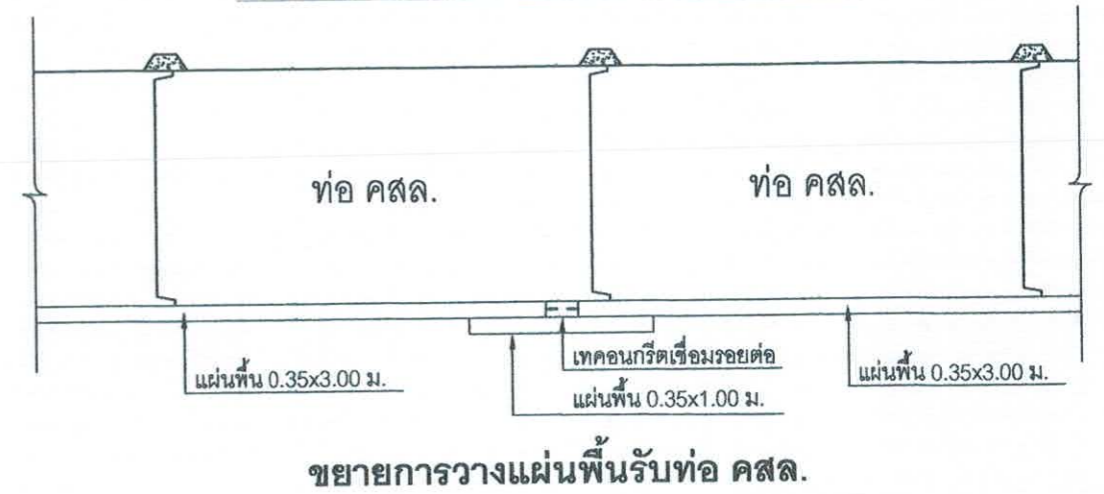 ท่อ คสล.
ท่อ คสล.
เทคอนกรีตเชื่อมรอยต่อ
แผ่นพื้น 0.35x3.00 ม.
แผ่นพื้น 0.35x3.00 ม.
แผ่นพื้น 0.35x1.00 ม.
ขยายการวางแผ่นพื้นรับท่อ คสล.